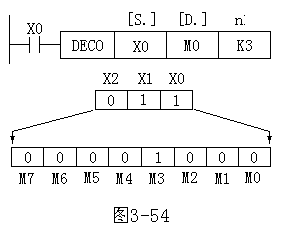 [S.] [D.] n
X0
DECO X0 M0 K3
X2 X1 X0
0 1 1
0 0 0 0 1 0 0 0
M7 M6 M5 M4 M3 M2 M1 M0
图3-54